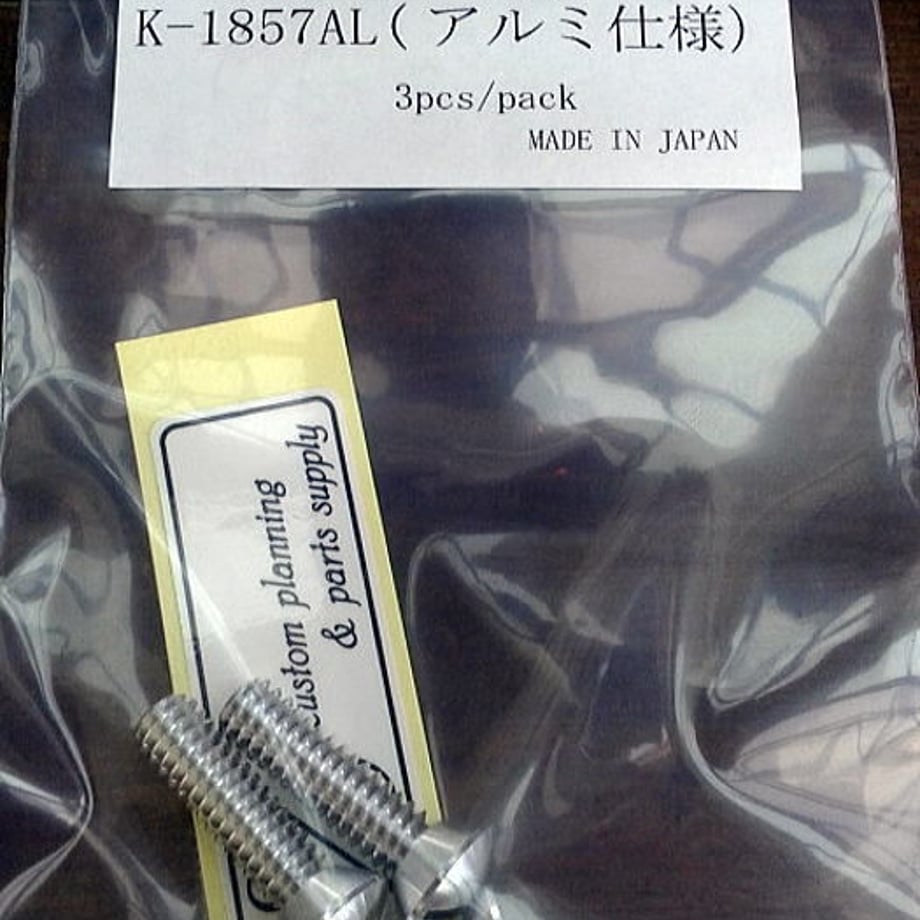 K-1857AL(アルミ仕様)
3pcs/pack
MADE IN JAPAN
custom planning
& parts supply